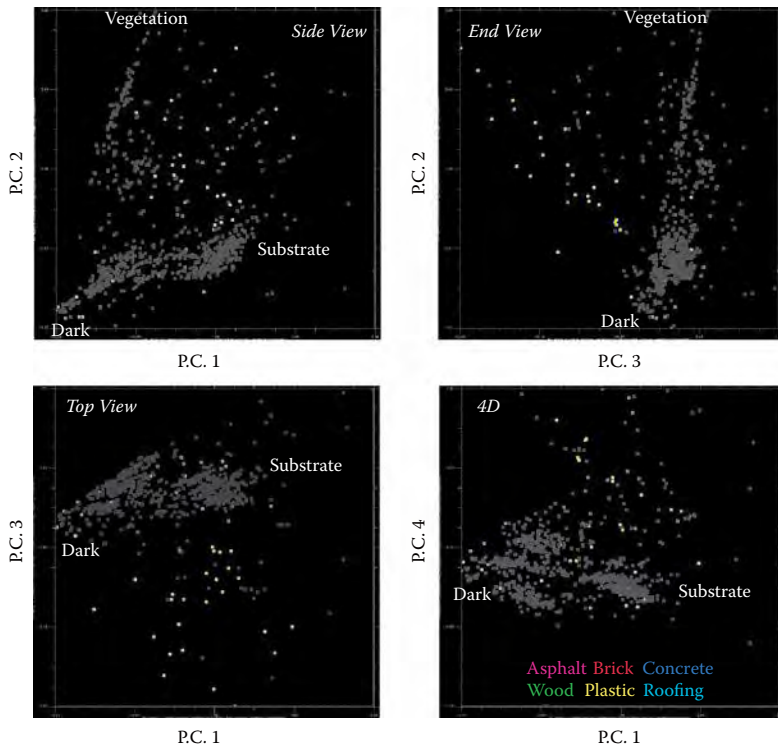 Vegetation
Side View
P.C. 2
Substrate
Dark
P.C. 1
Vegetation
End View
P.C. 2
Dark
P.C. 3
Top View
P.C. 3
Substrate
Dark
P.C. 1
4D
P.C. 4
Dark
Substrate
Asphalt Brick Concrete
Wood Plastic Roofing
P.C. 1